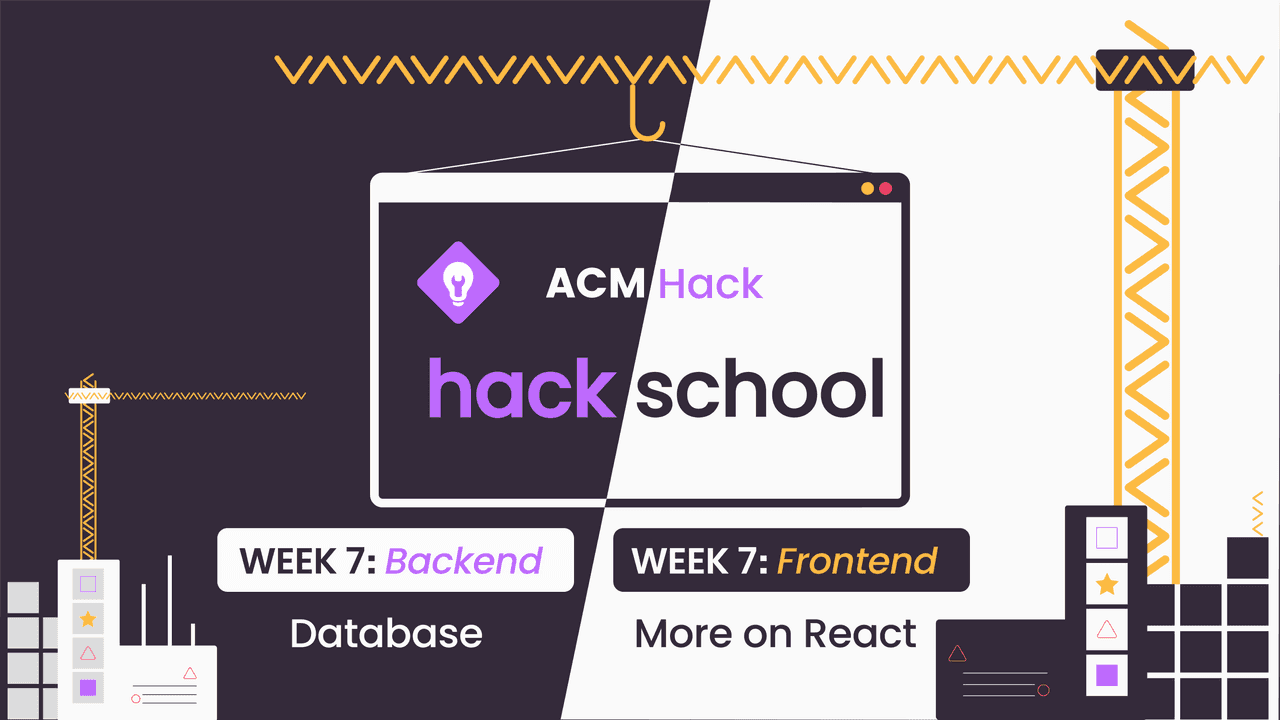 ACM Hack
hack school
WEEK 7: Backend
Database
WEEK 7: Frontend
More on React